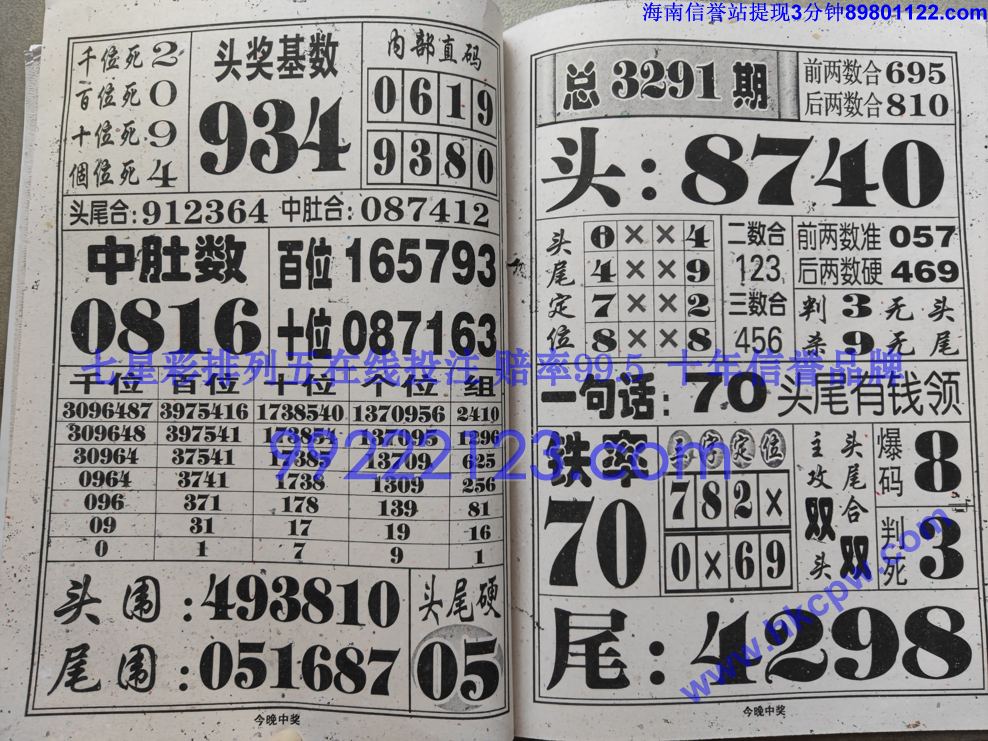 海南信誉站提现3分钟89801122.com
千位死2
百位死0
十位死9
個位死4
头奖基数
934
内部直码
0619
9380
头尾合:912364 中肚合:087412
中肚数
0816
百位165793
十位087163
七星彩排列五在线投注 赔率99.5 十年信誉品牌
千位 百位 十位 个位 组
3096487 3975416 1738540 1370956 2410
309648 397541 173854 137095 1296
30964 37541 17385 13709 625
0964 3741 1738 1309 256
096 371 178 139 81
09 31 17 19 16
0 1 7 9 1
99222123.com
头围:493810
尾围:051687
头尾硬
05
今晚中奖
总3291期
前两数合695
后两数合810
头:8740
头尾定位
0××4
4××9
7××2
8××8
二数合
123
三数合
456
前两数准057
后两数硬469
判3无头
杀9无尾
一句话:70头尾有钱领
铁率
70
三字定位
782×
0×69
主攻双头
头尾合双
爆码8
判死3
尾:4298
www.hkcpw.com
今晚中奖